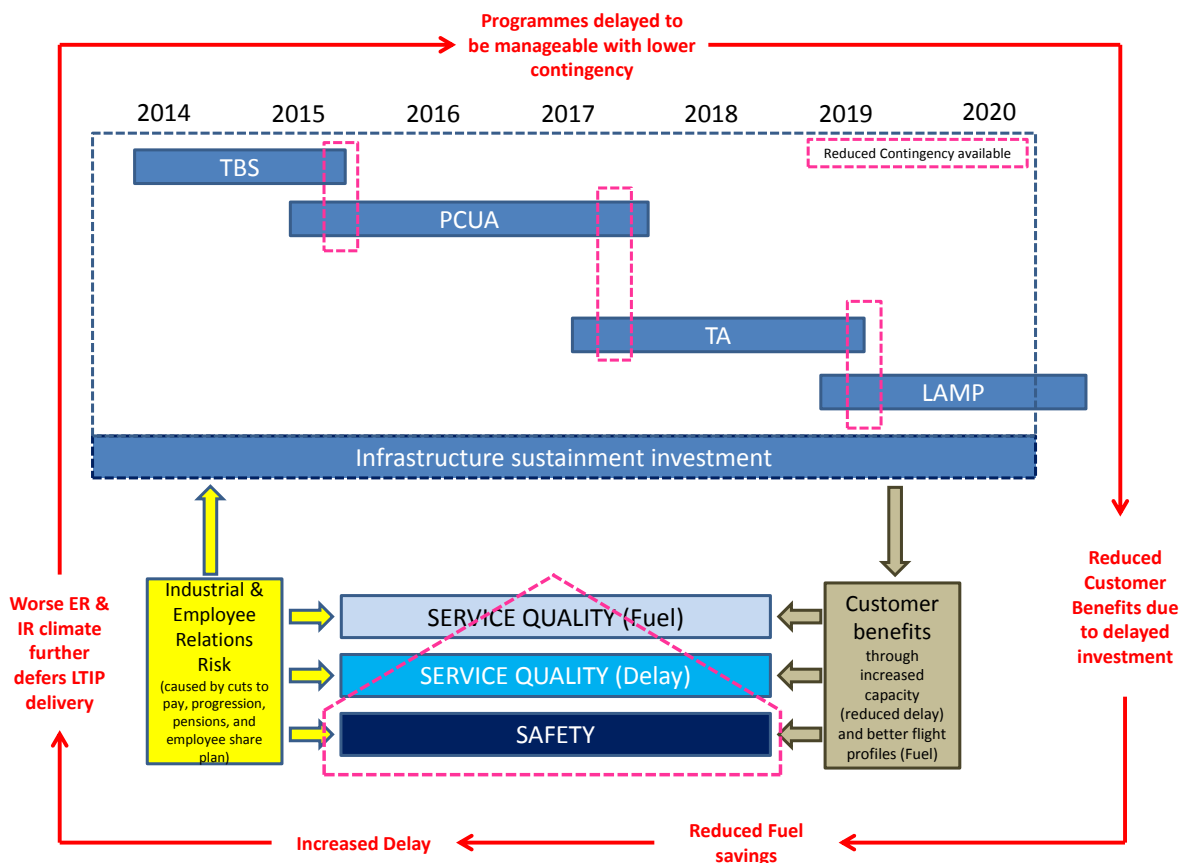 Programmes delayed to
be manageable with lower
contingency
2014 2015 2016 2017 2018 2019 2020
TBS
Reduced Contingency available
PCUA
TA
LAMP
Infrastructure sustainment investment
Worse ER &
IR climate
further
defers LTIP
delivery
Industrial &
Employee
Relations
Risk
(caused by cuts to
pay, progression,
pensions, and
employee share
plan)
SERVICE QUALITY (Fuel)
SERVICE QUALITY (Delay)
SAFETY
Customer
benefits
through
increased
capacity
(reduced delay)
and better flight
profiles (Fuel)
Reduced
Customer
Benefits due
to delayed
investment
Increased Delay
Reduced Fuel
savings